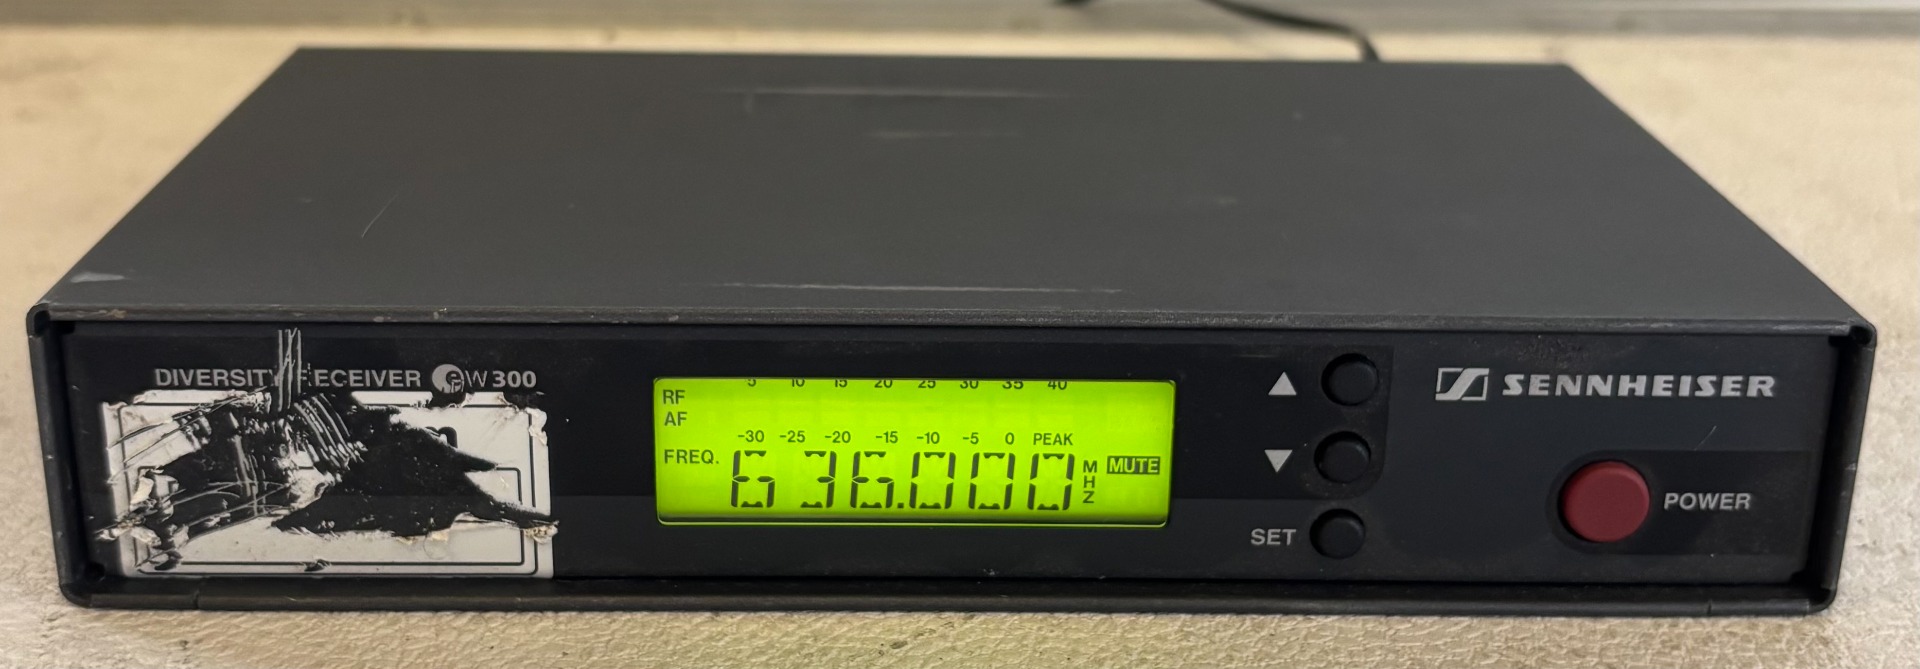 DIVERSITY RECEIVER ew 300
RF 5 10 15 20 25 30 35 40
AF
-30 -25 -20 -15 -10 -5 0 PEAK
FREQ. 636.000 MHZ MUTE
SET
SENNHEISER
POWER